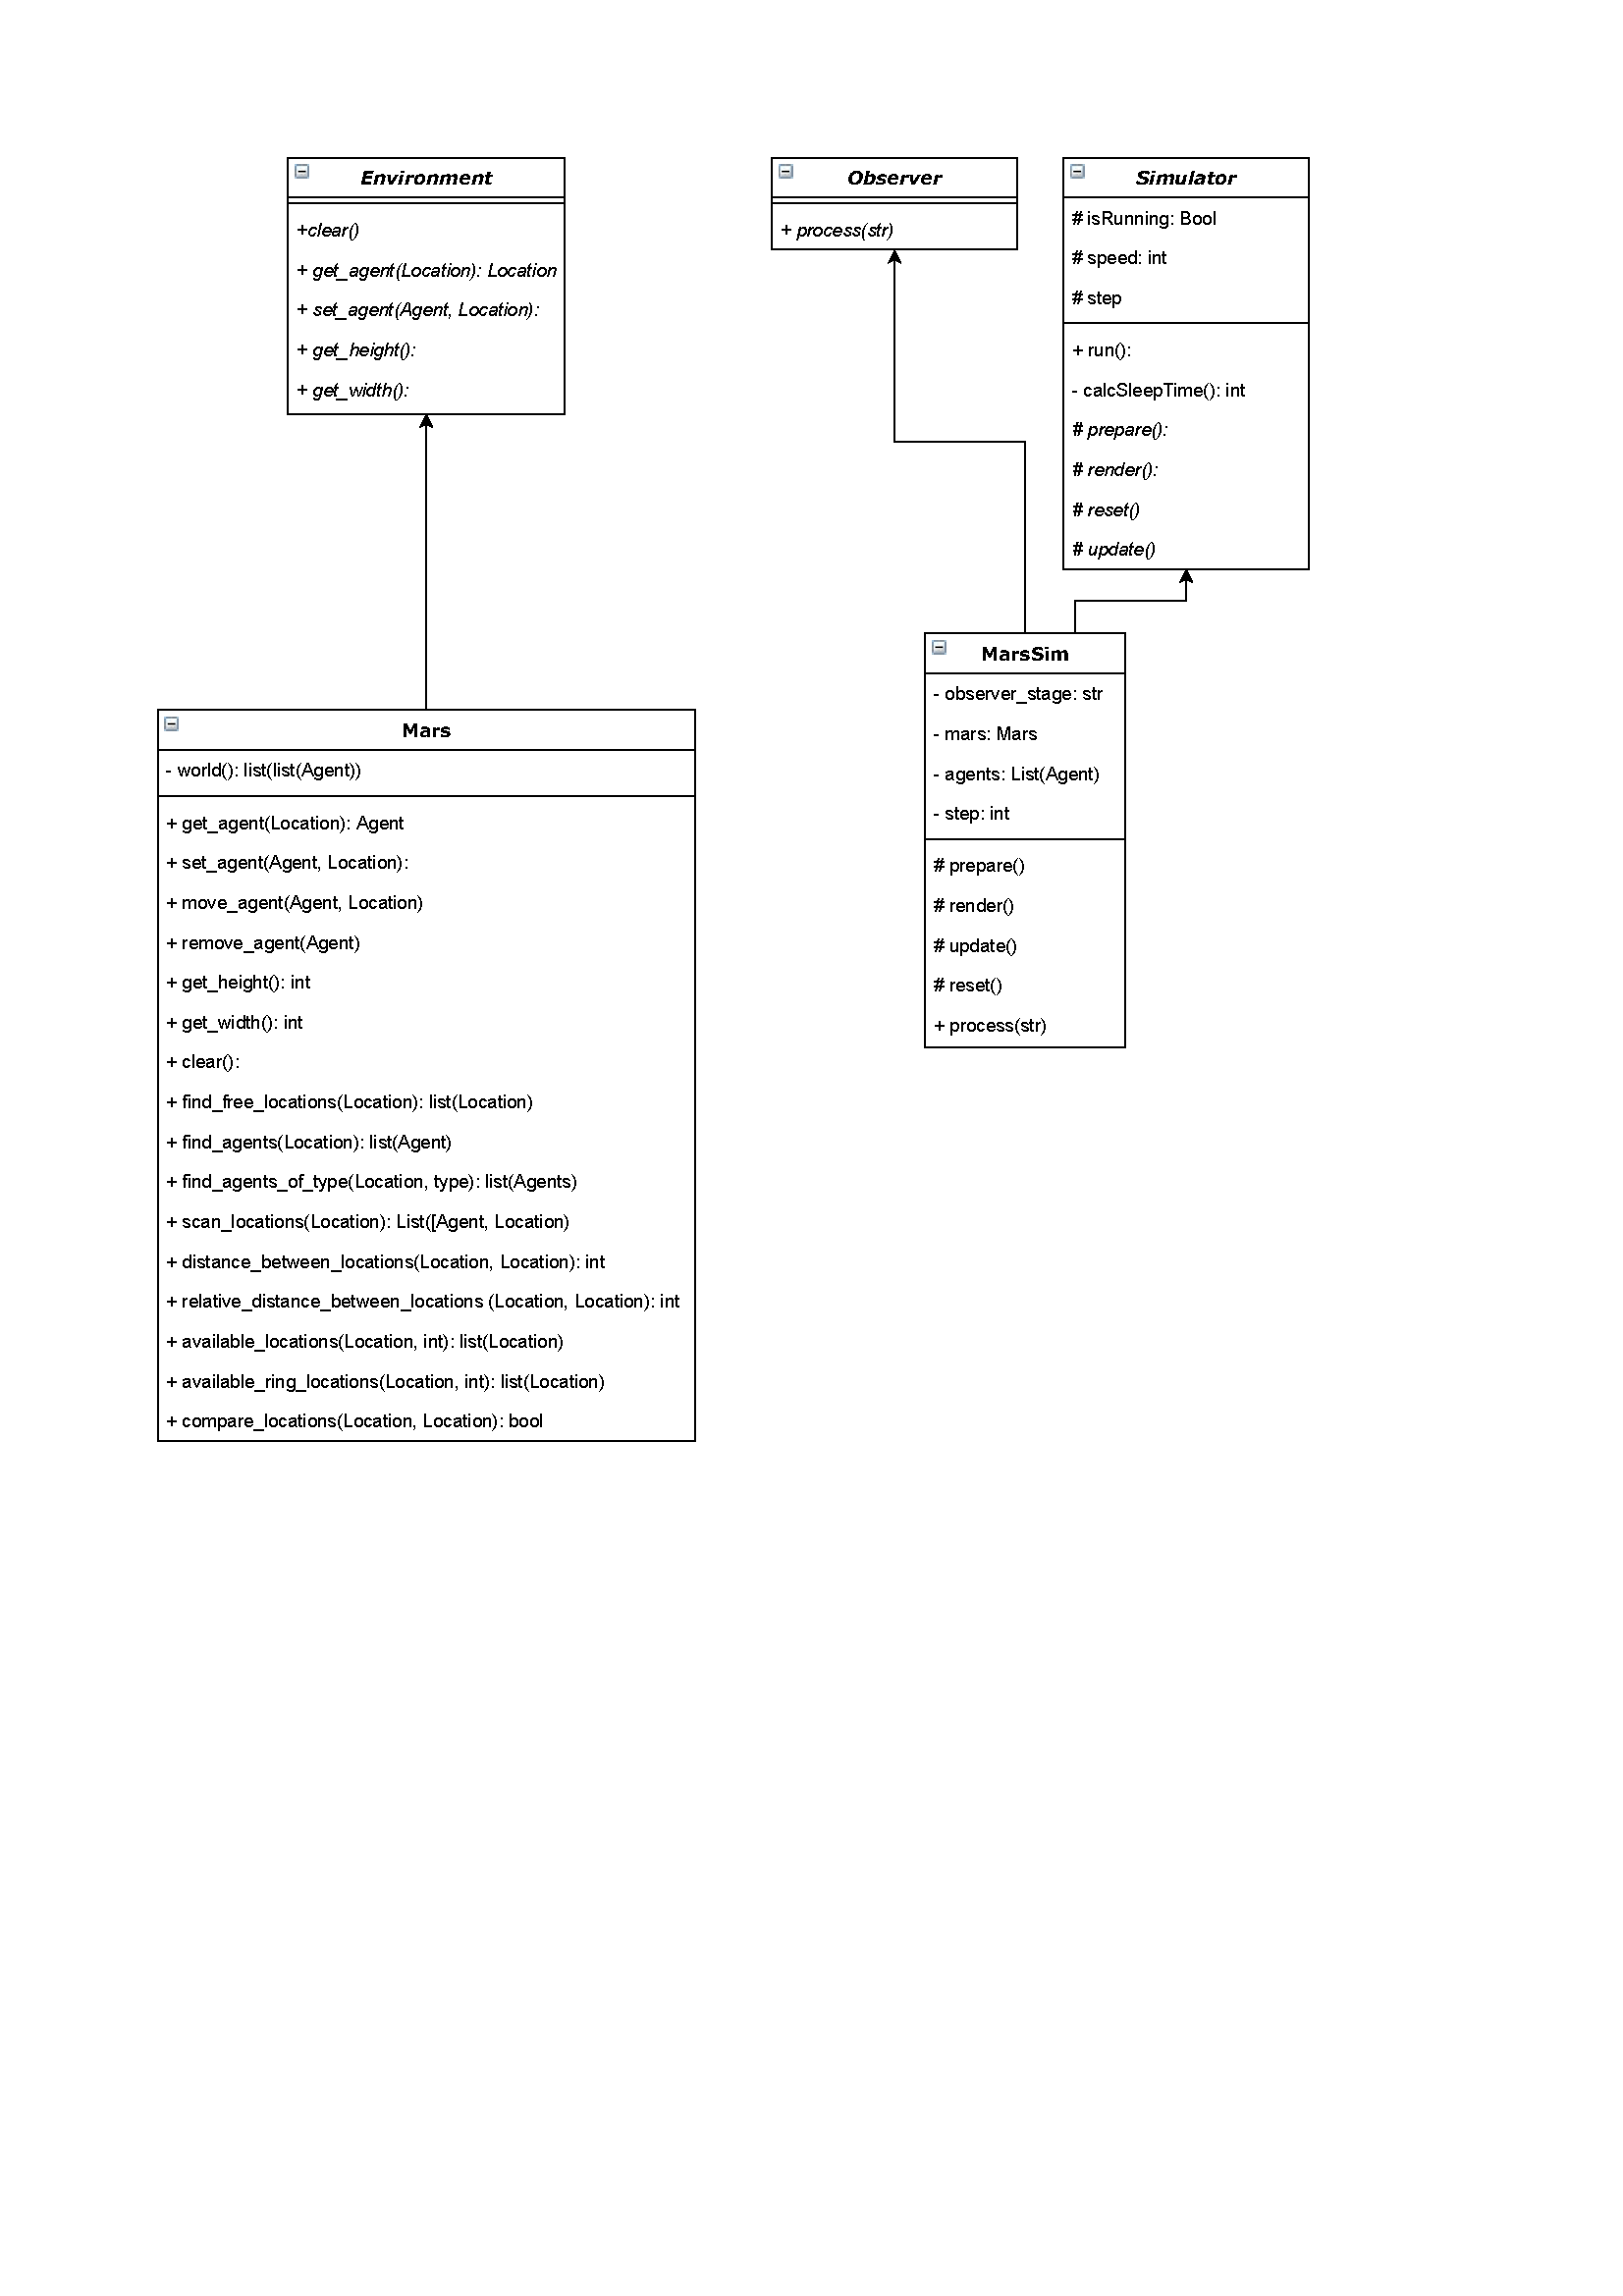 Environment
+clear()
+ get_agent(Location): Location
+ set_agent(Agent, Location):
+ get_height():
+ get_width():
Observer
+ process(str)
Simulator
# isRunning: Bool
# speed: int
# step
+ run():
- calcSleepTime(): int
# prepare():
# render():
# reset()
# update()
Mars
- world(): list(list(Agent))
+ get_agent(Location): Agent
+ set_agent(Agent, Location):
+ move_agent(Agent, Location)
+ remove_agent(Agent)
+ get_height(): int
+ get_width(): int
+ clear():
+ find_free_locations(Location): list(Location)
+ find_agents(Location): list(Agent)
+ find_agents_of_type(Location, type): list(Agents)
+ scan_locations(Location): List([Agent, Location)
+ distance_between_locations(Location, Location): int
+ relative_distance_between_locations (Location, Location): int
+ available_locations(Location, int): list(Location)
+ available_ring_locations(Location, int): list(Location)
+ compare_locations(Location, Location): bool
MarsSim
- observer_stage: str
- mars: Mars
- agents: List(Agent)
- step: int
# prepare()
# render()
# update()
# reset()
+ process(str)